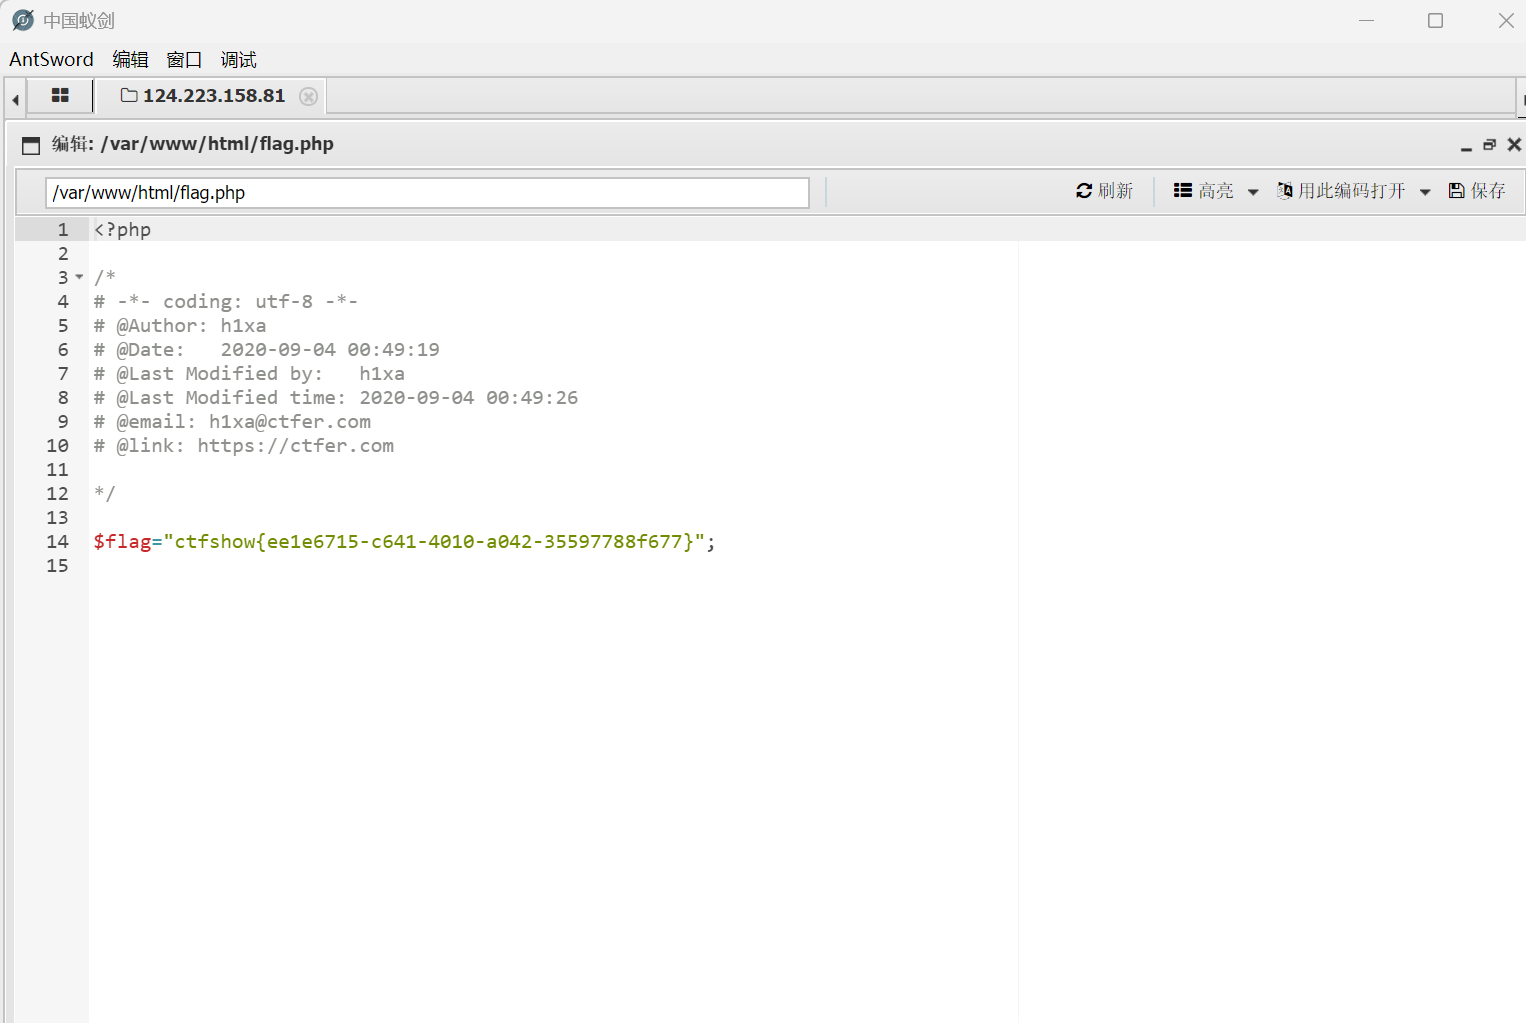 中国蚁剑
AntSword 编辑 窗口 调试
124.223.158.81
编辑: /var/www/html/flag.php
/var/www/html/flag.php 刷新 高亮 用此编码打开 保存
1 <?php
2
3 /*
4 # -*- coding: utf-8 -*-
5 # @Author: h1xa
6 # @Date:   2020-09-04 00:49:19
7 # @Last Modified by:   h1xa
8 # @Last Modified time: 2020-09-04 00:49:26
9 # @email: h1xa@ctfer.com
10 # @link: https://ctfer.com
11
12 */
13
14 $flag="ctfshow{ee1e6715-c641-4010-a042-35597788f677}";
15